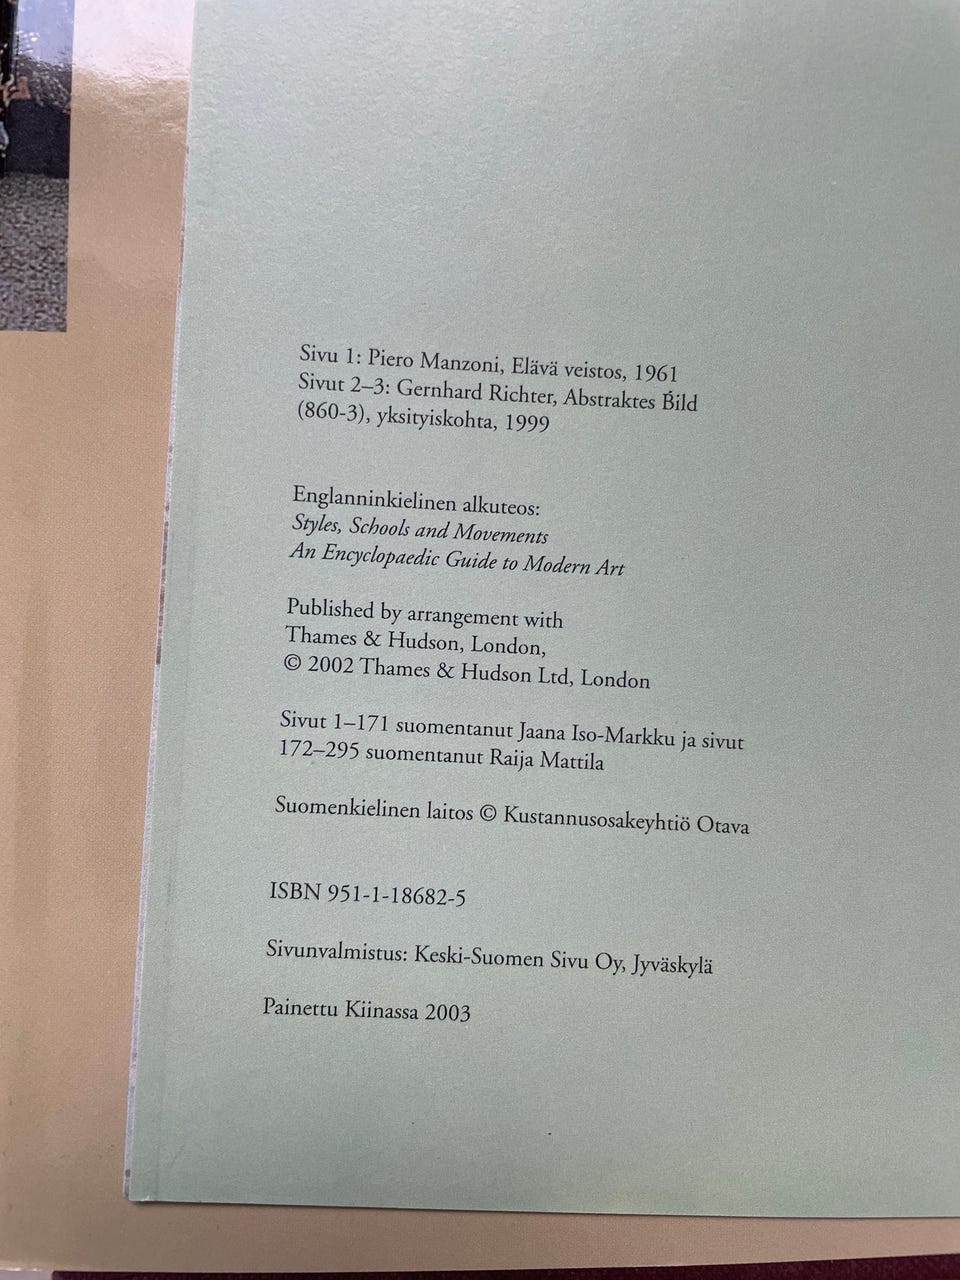 Sivu 1: Piero Manzoni, Elävä veistos, 1961
Sivut 2–3: Gernhard Richter, Abstraktes Bild
(860-3), yksityiskohta, 1999
Englanninkielinen alkuteos:
Styles, Schools and Movements
An Encyclopaedic Guide to Modern Art
Published by arrangement with
Thames & Hudson, London,
© 2002 Thames & Hudson Ltd, London
Sivut 1–171 suomentanut Jaana Iso-Markku ja sivut
172–295 suomentanut Raija Mattila
Suomenkielinen laitos © Kustannusosakeyhtiö Otava
ISBN 951-1-18682-5
Sivunvalmistus: Keski-Suomen Sivu Oy, Jyväskylä
Painettu Kiinassa 2003